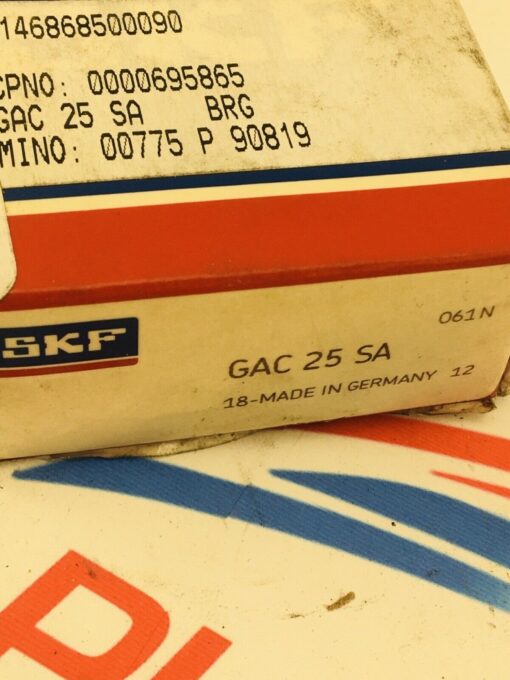 146868500090
CPNO: 0000695865
GAC 25 SA BRG
MINO: 00775 P 90819
061N
SKF
GAC 25 SA
18-MADE IN GERMANY 12